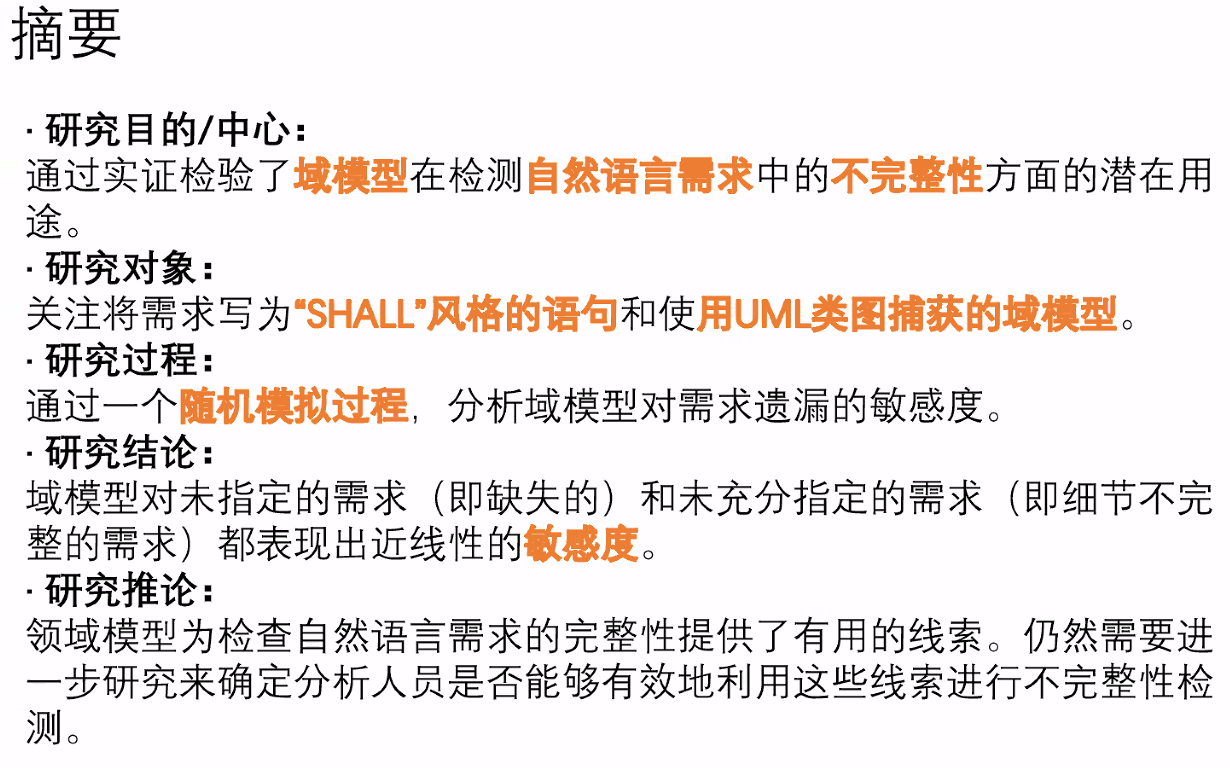 摘要
· 研究目的/中心：
通过实证检验了域模型在检测自然语言需求中的不完整性方面的潜在用
途。
· 研究对象：
关注将需求写为“SHALL”风格的语句和使用UML类图捕获的域模型。
· 研究过程：
通过一个随机模拟过程，分析域模型对需求遗漏的敏感度。
· 研究结论：
域模型对未指定的需求（即缺失的）和未充分指定的需求（即细节不完
整的需求）都表现出近线性的敏感度。
· 研究推论：
领域模型为检查自然语言需求的完整性提供了有用的线索。仍然需要进
一步研究来确定分析人员是否能够有效地利用这些线索进行不完整性检
测。